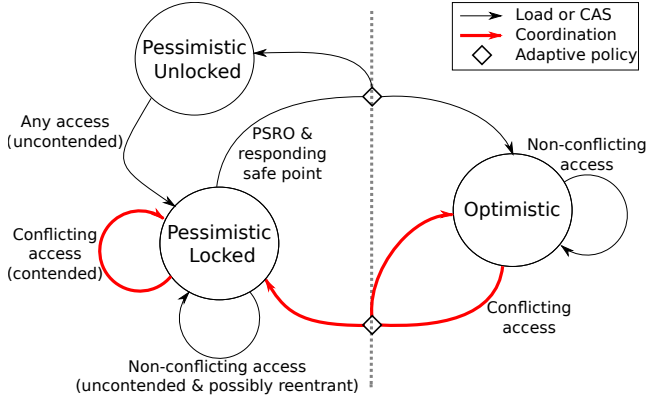 Load or CAS
Coordination
Adaptive policy
Pessimistic
Unlocked
Any access
(uncontended)
PSRO &
responding
safe point
Non-conflicting
access
Optimistic
Pessimistic
Locked
Conflicting
access
(contended)
Conflicting
access
Non-conflicting access
(uncontended & possibly reentrant)